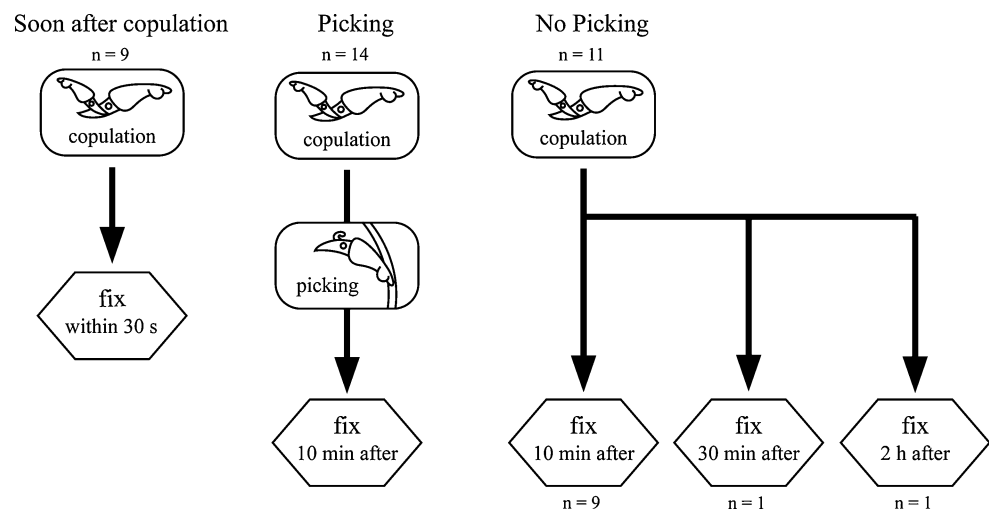 Soon after copulation
n = 9
copulation
fix
within 30 s
Picking
n = 14
copulation
picking
fix
10 min after
No Picking
n = 11
copulation
fix
10 min after
n = 9
fix
30 min after
n = 1
fix
2 h after
n = 1